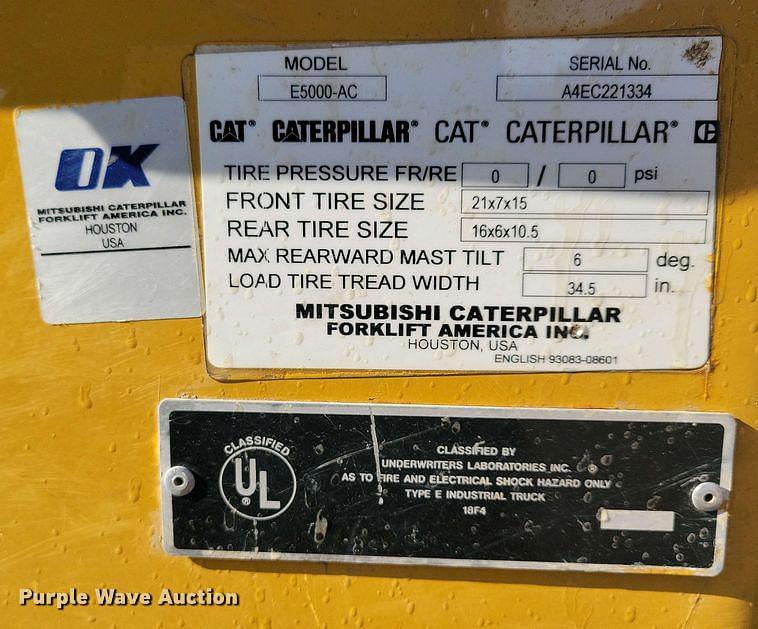 MODEL SERIAL No.
E5000-AC A4EC221334
CAT® CATERPILLAR® CAT® CATERPILLAR®
TIRE PRESSURE FR/RE 0 / 0 psi
FRONT TIRE SIZE 21x7x15
REAR TIRE SIZE 16x6x10.5
MAX REARWARD MAST TILT 6 deg.
LOAD TIRE TREAD WIDTH 34.5 in.
MITSUBISHI CATERPILLAR
FORKLIFT AMERICA INC.
HOUSTON, USA
ENGLISH 93083-08601
OK
MITSUBISHI CATERPILLAR
FORKLIFT AMERICA INC.
HOUSTON
USA
CLASSIFIED
UL®
CLASSIFIED BY
UNDERWRITERS LABORATORIES INC.
AS TO FIRE AND ELECTRICAL SHOCK HAZARD ONLY
TYPE E INDUSTRIAL TRUCK
18F4
Purple Wave Auction